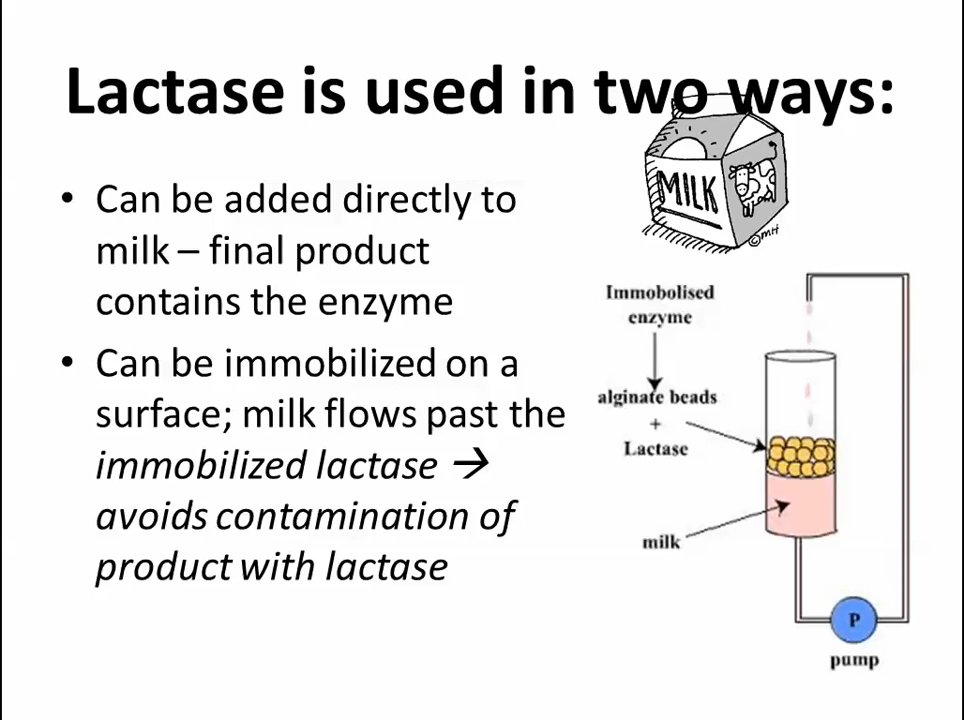 Lactase is used in two ways:
• Can be added directly to
milk – final product
contains the enzyme
• Can be immobilized on a
surface; milk flows past the
immobilized lactase →
avoids contamination of
product with lactase
MILK
©MH
Immobolised
enzyme
alginate beads
+
Lactase
milk
P
pump